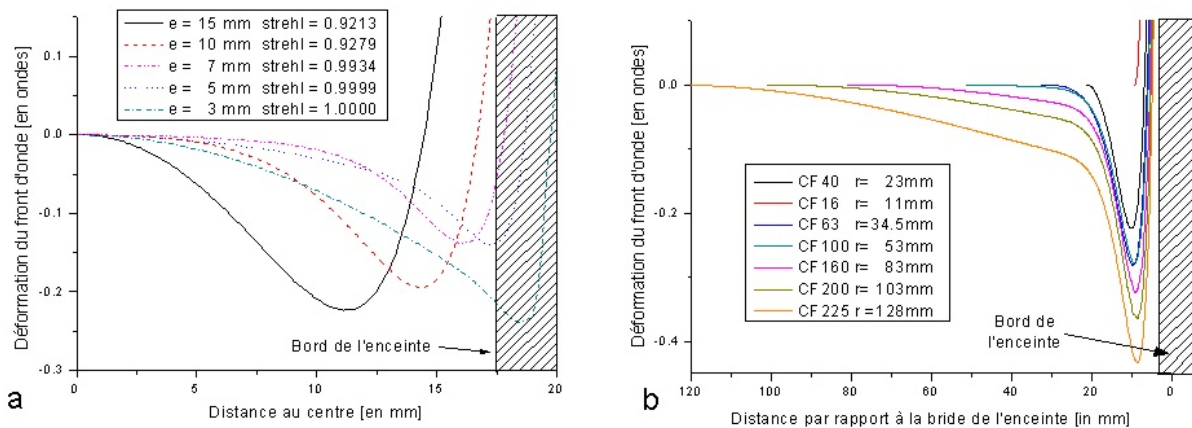 Déformation du front d'onde [en ondes]
0.1
0.0
-0.1
-0.2
-0.3
e = 15 mm strehl = 0.9213
e = 10 mm strehl = 0.9279
e = 7 mm strehl = 0.9934
e = 5 mm strehl = 0.9999
e = 3 mm strehl = 1.0000
Bord de l'enceinte
0 5 10 15 20
Distance au centre [en mm]
a
Déformation du front d'onde [en ondes]
0.0
-0.2
-0.4
CF 40 r= 23mm
CF 16 r= 11mm
CF 63 r=34.5mm
CF 100 r= 53mm
CF 160 r= 83mm
CF 200 r= 103mm
CF 225 r=128mm
Bord de
l'enceinte
120 100 80 60 40 20 0
Distance par rapport à la bride de l'enceinte [in mm]
b